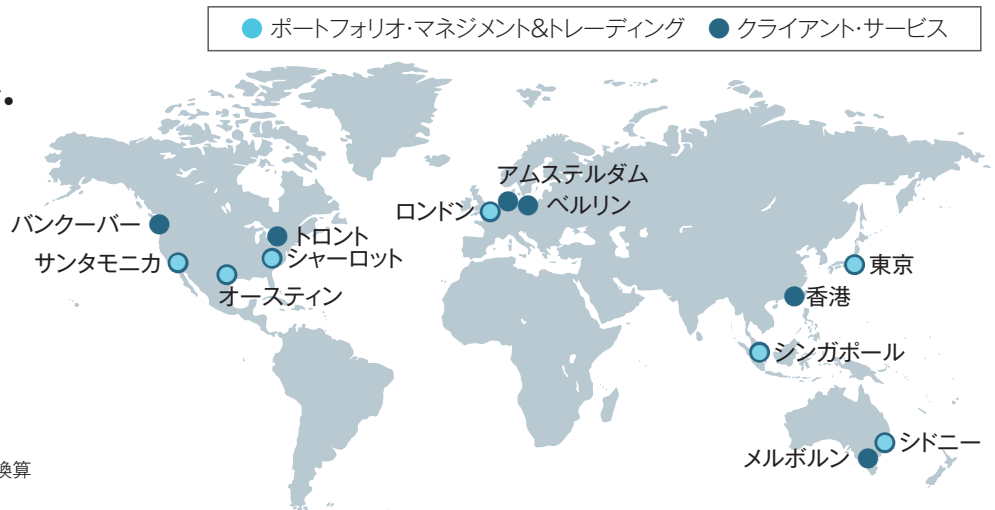 ポートフォリオ・マネジメント&トレーディング クライアント・サービス
アムステルダム
ロンドン
ベルリン
バンクーバー
トロント
サンタモニカ
シャーロット
オースティン
東京
香港
シンガポール
シドニー
メルボルン
換算